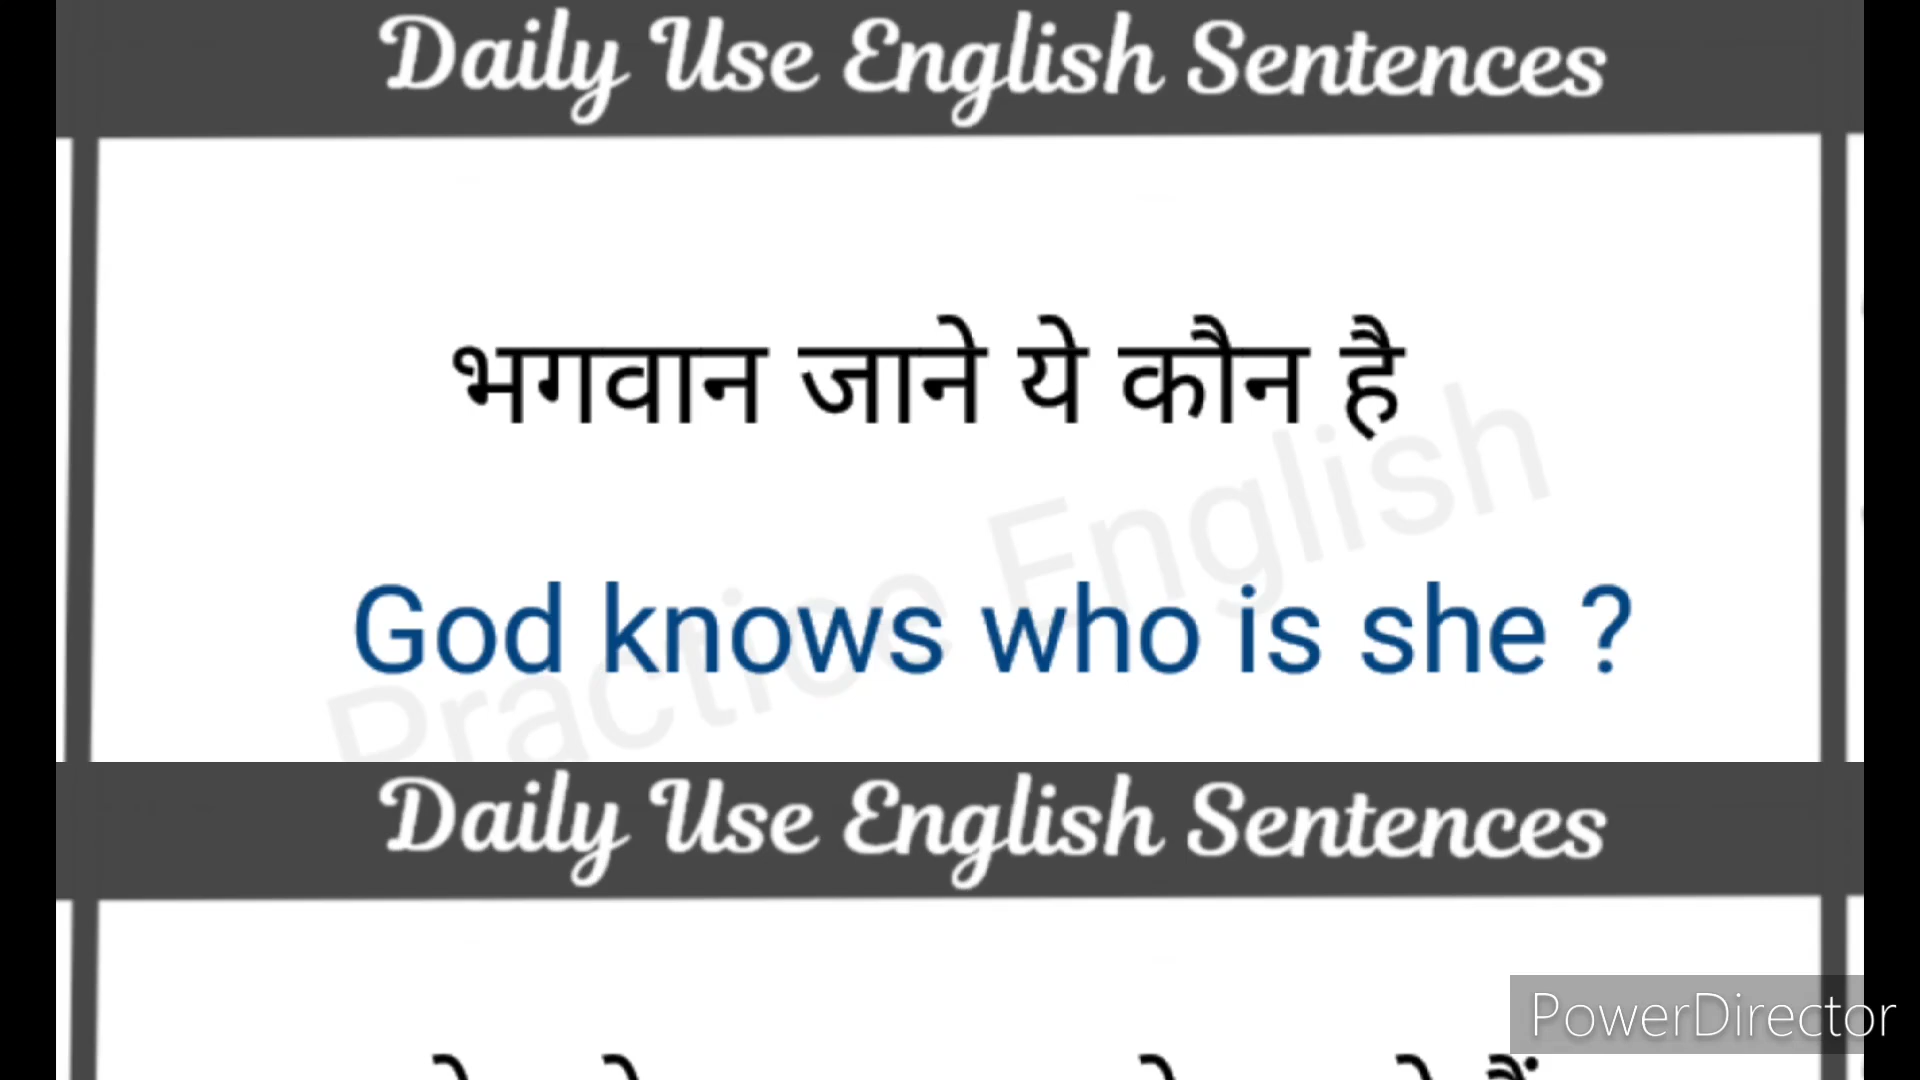 Daily Use English Sentences
भगवान जाने ये कौन है
God knows who is she ?
Practice English
Daily Use English Sentences
PowerDirector